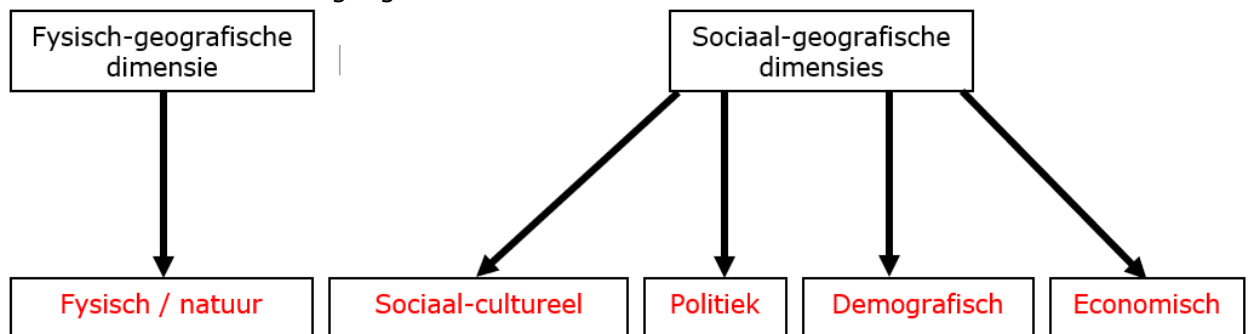 Fysisch-geografische
dimensie
Sociaal-geografische
dimensies
Fysisch / natuur
Sociaal-cultureel
Politiek
Demografisch
Economisch